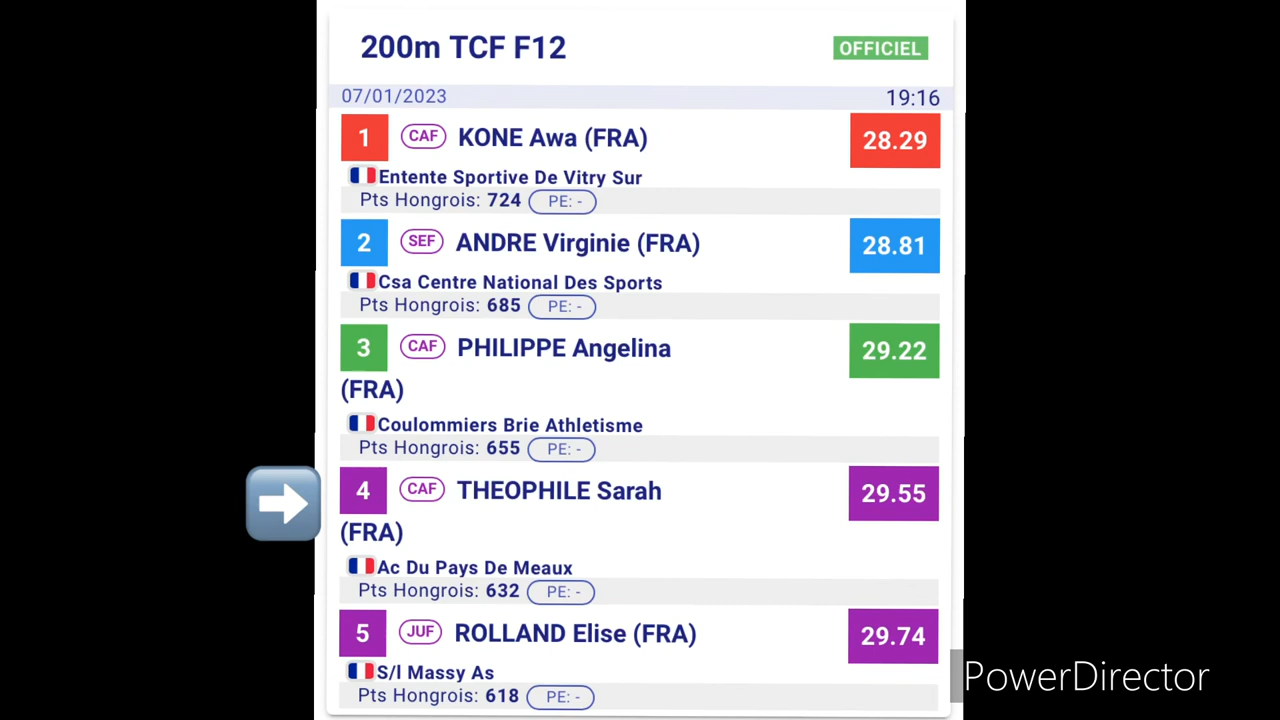 200m TCF F12
OFFICIEL
07/01/2023 19:16
1 CAF KONE Awa (FRA) 28.29
Entente Sportive De Vitry Sur
Pts Hongrois: 724 PE: -
2 SEF ANDRE Virginie (FRA) 28.81
Csa Centre National Des Sports
Pts Hongrois: 685 PE: -
3 CAF PHILIPPE Angelina 29.22
(FRA)
Coulommiers Brie Athletisme
Pts Hongrois: 655 PE: -
4 CAF THEOPHILE Sarah 29.55
(FRA)
Ac Du Pays De Meaux
Pts Hongrois: 632 PE: -
5 JUF ROLLAND Elise (FRA) 29.74
S/l Massy As
Pts Hongrois: 618 PE: -
PowerDirector